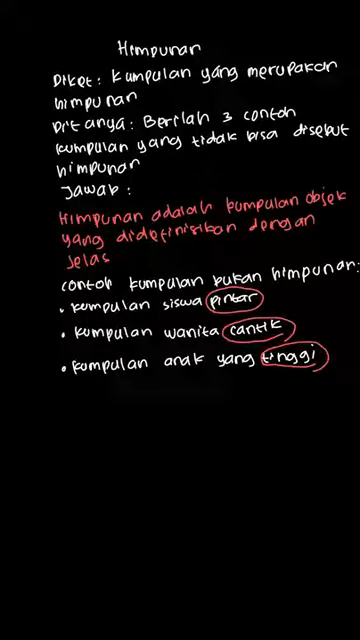 Himpunan
Diket: Kumpulan yang merupakan
himpunan
Ditanya: Berilah 3 contoh
kumpulan yang tidak bisa disebut
himpunan
Jawab:
Himpunan adalah kumpulan objek
yang didefinisikan dengan
jelas
contoh kumpulan bukan himpunan:
• kumpulan siswa pintar
• kumpulan wanita cantik
• kumpulan anak yang tinggi